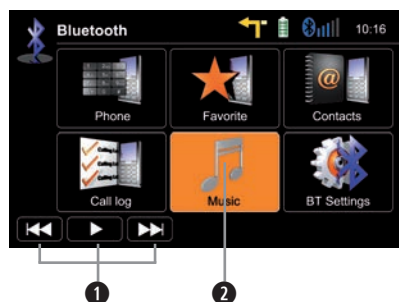 Bluetooth 10:16
Phone Favorite Contacts
@
Call log Music BT Settings
1 2